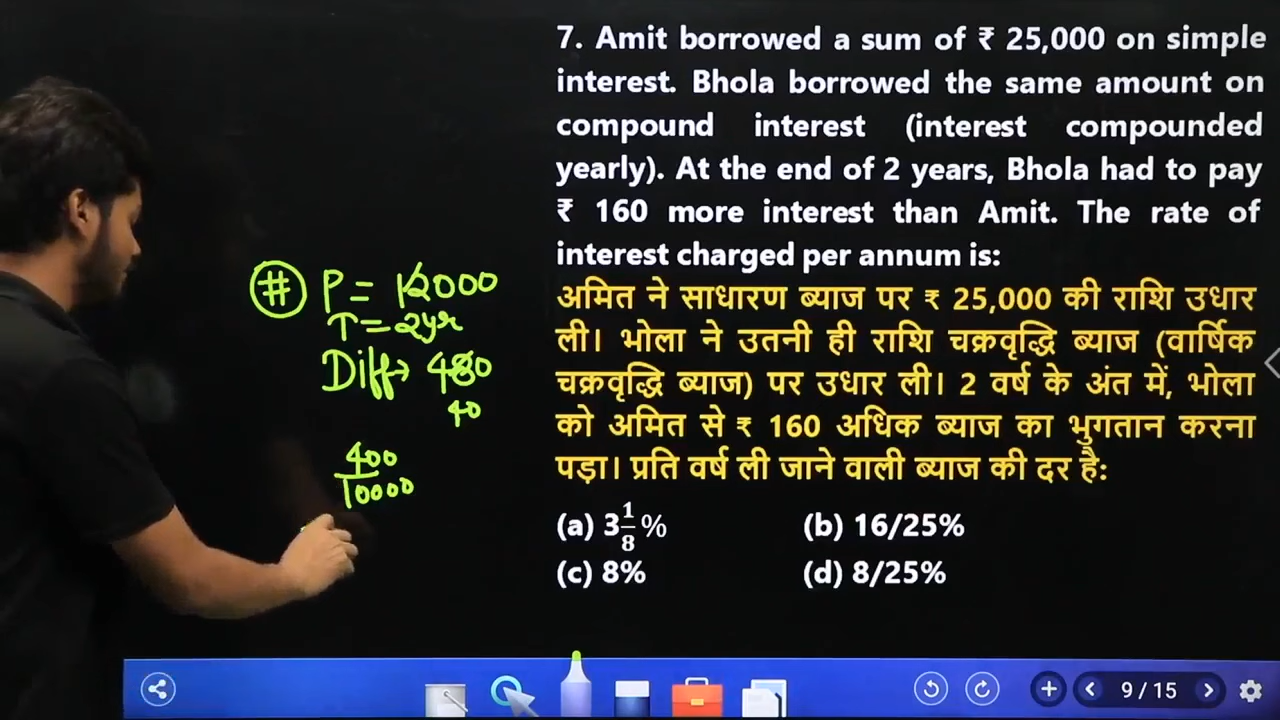 7. Amit borrowed a sum of ₹ 25,000 on simple
interest. Bhola borrowed the same amount on
compound interest (interest compounded
yearly). At the end of 2 years, Bhola had to pay
₹ 160 more interest than Amit. The rate of
interest charged per annum is:
अमित ने साधारण ब्याज पर ₹ 25,000 की राशि उधार
ली। भोला ने उतनी ही राशि चक्रवृद्धि ब्याज (वार्षिक
चक्रवृद्धि ब्याज) पर उधार ली। 2 वर्ष के अंत में, भोला
को अमित से ₹ 160 अधिक ब्याज का भुगतान करना
पड़ा। प्रति वर्ष ली जाने वाली ब्याज की दर है:
(a) 3 1/8 % (b) 16/25%
(c) 8% (d) 8/25%
# P = 12000
T = 2yr
Diff → 480
40
400
10000
9 / 15